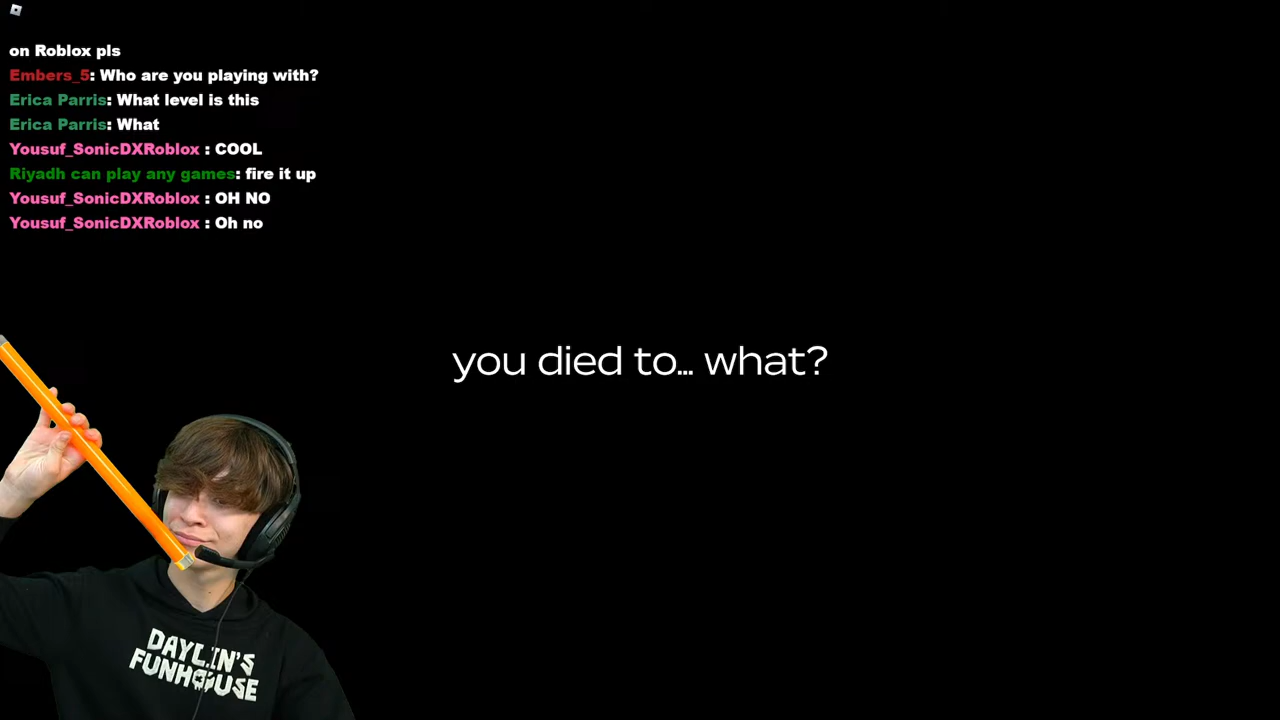 on Roblox pls
Embers_5: Who are you playing with?
Erica Parris: What level is this
Erica Parris: What
Yousuf_SonicDXRoblox : COOL
Riyadh can play any games: fire it up
Yousuf_SonicDXRoblox : OH NO
Yousuf_SonicDXRoblox : Oh no
you died to... what?
DAYLIN'S
FUNHOUSE